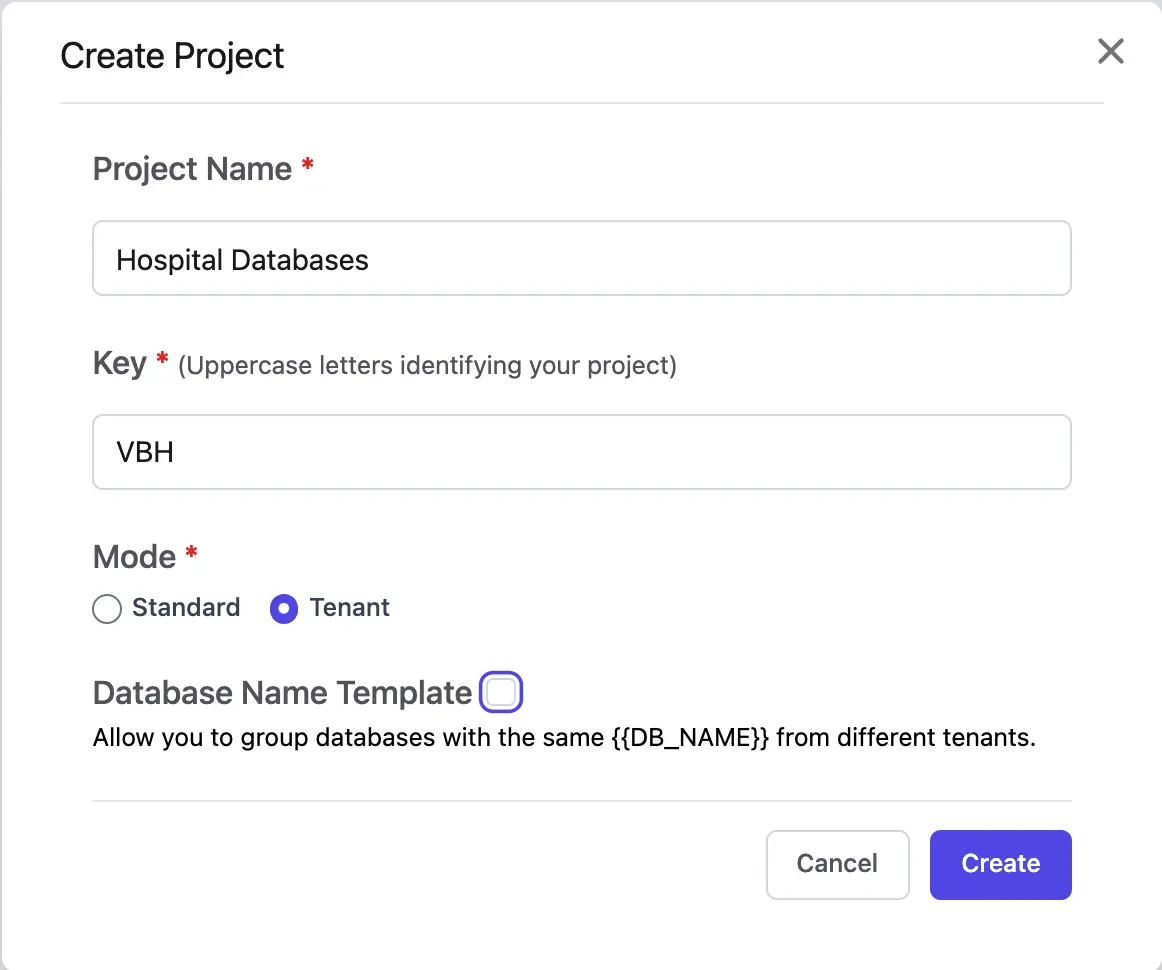 Create Project
Project Name *
Hospital Databases
Key * (Uppercase letters identifying your project)
VBH
Mode *
Standard Tenant
Database Name Template
Allow you to group databases with the same {{DB_NAME}} from different tenants.
Cancel Create